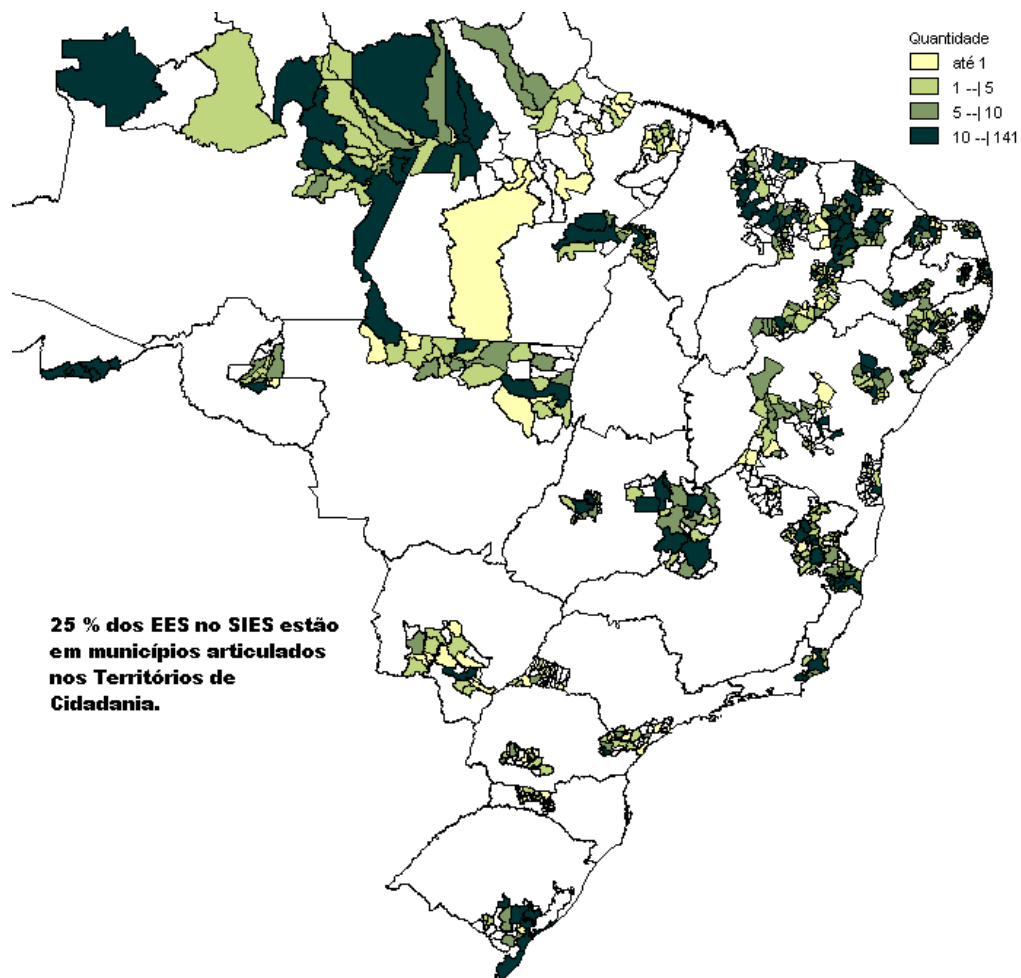 Quantidade
até 1
1 --| 5
5 --| 10
10 --| 141
25 % dos EES no SIES estão
em municípios articulados
nos Territórios de
Cidadania.